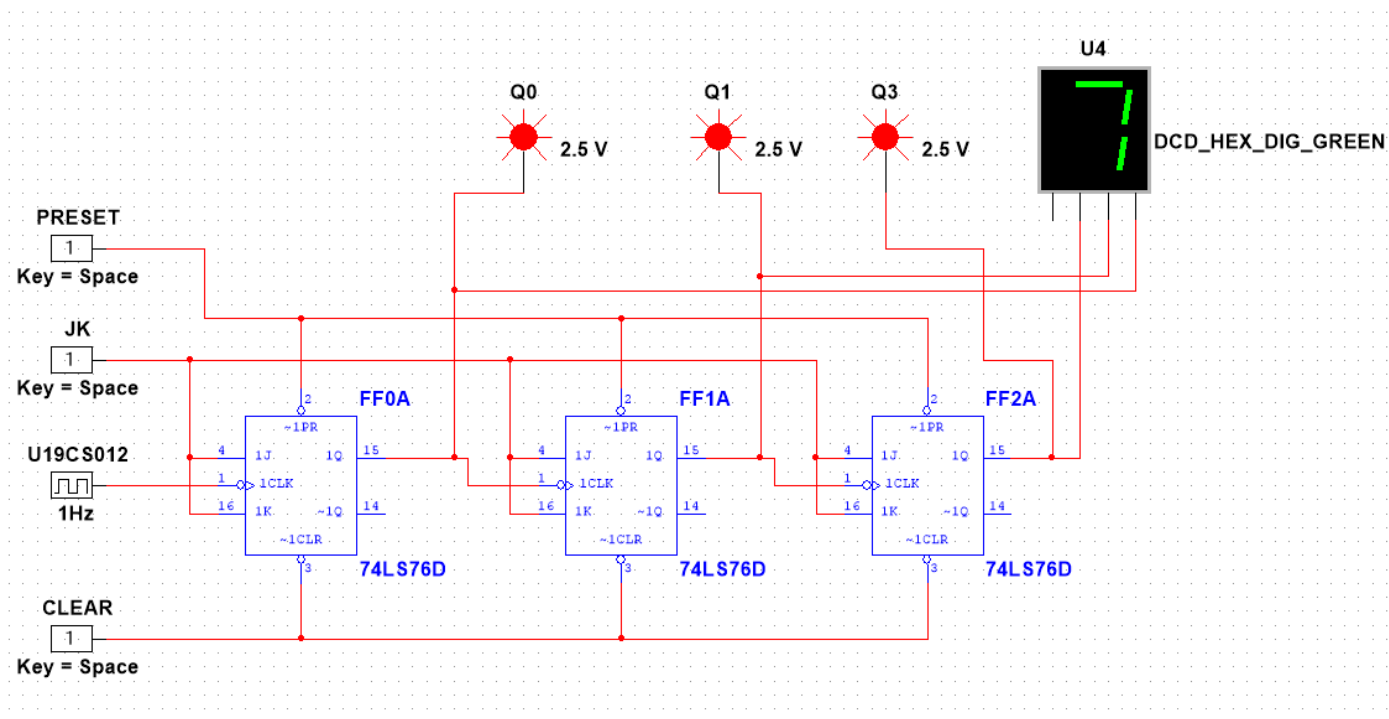 U4
Q0
Q1
Q3
2.5 V
2.5 V
2.5 V
DCD_HEX_DIG_GREEN
7
PRESET
1
Key = Space
JK
1
Key = Space
FF0A
FF1A
FF2A
2
2
2
~1PR
~1PR
~1PR
U19CS012
1Hz
4
1J
1Q
15
4
1J
1Q
15
4
1J
1Q
15
1
1CLK
1
1CLK
1
1CLK
16
1K
~1Q
14
16
1K
~1Q
14
16
1K
~1Q
14
~1CLR
~1CLR
~1CLR
3
3
3
74LS76D
74LS76D
74LS76D
CLEAR
1
Key = Space